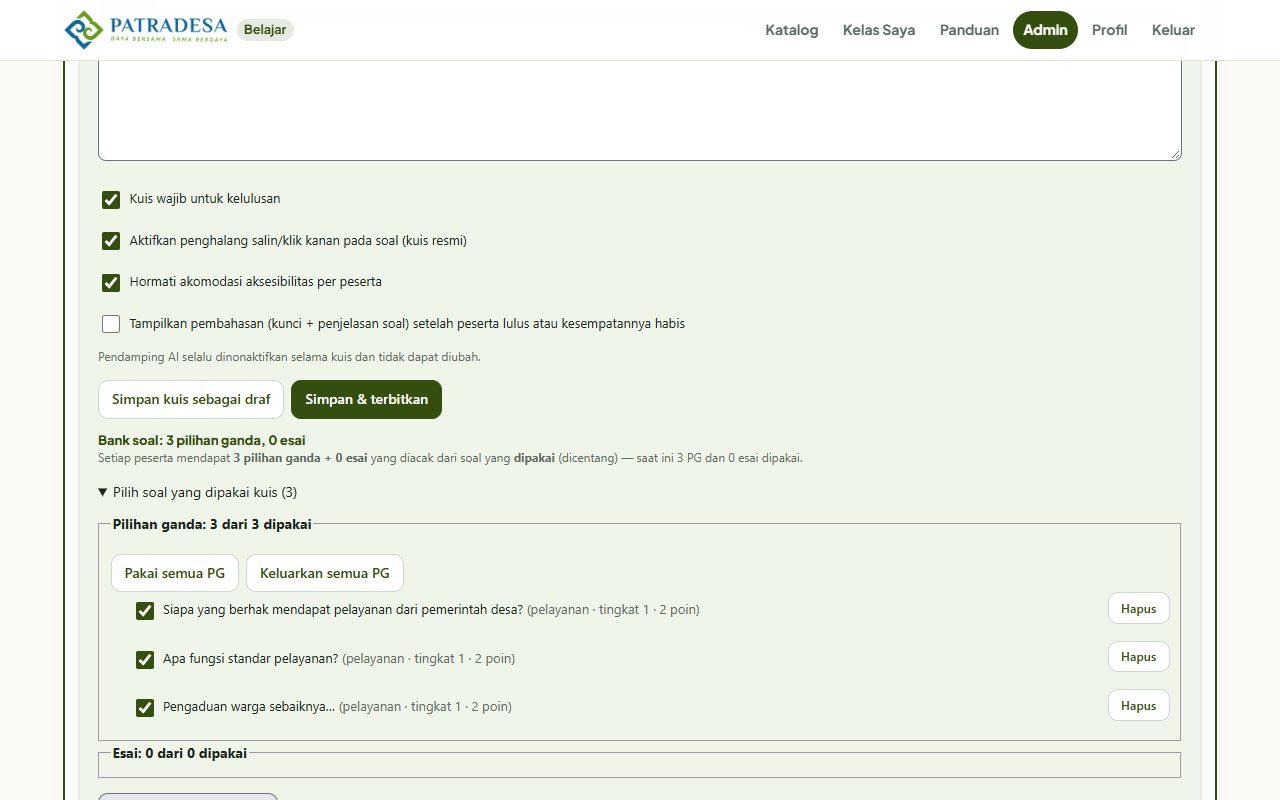 PATRADESA
DAYA BERSAMA SAMA BERDAYA
Belajar
Katalog
Kelas Saya
Panduan
Admin
Profil
Keluar
Kuis wajib untuk kelulusan
Aktifkan penghalang salin/klik kanan pada soal (kuis resmi)
Hormati akomodasi aksesibilitas per peserta
Tampilkan pembahasan (kunci + penjelasan soal) setelah peserta lulus atau kesempatannya habis
Pendamping AI selalu dinonaktifkan selama kuis dan tidak dapat diubah.
Simpan kuis sebagai draf
Simpan & terbitkan
Bank soal: 3 pilihan ganda, 0 esai
Setiap peserta mendapat 3 pilihan ganda + 0 esai yang diacak dari soal yang dipakai (dicentang) — saat ini 3 PG dan 0 esai dipakai.
▼ Pilih soal yang dipakai kuis (3)
Pilihan ganda: 3 dari 3 dipakai
Pakai semua PG
Keluarkan semua PG
Siapa yang berhak mendapat pelayanan dari pemerintah desa? (pelayanan · tingkat 1 · 2 poin)
Hapus
Apa fungsi standar pelayanan? (pelayanan · tingkat 1 · 2 poin)
Hapus
Pengaduan warga sebaiknya... (pelayanan · tingkat 1 · 2 poin)
Hapus
Esai: 0 dari 0 dipakai